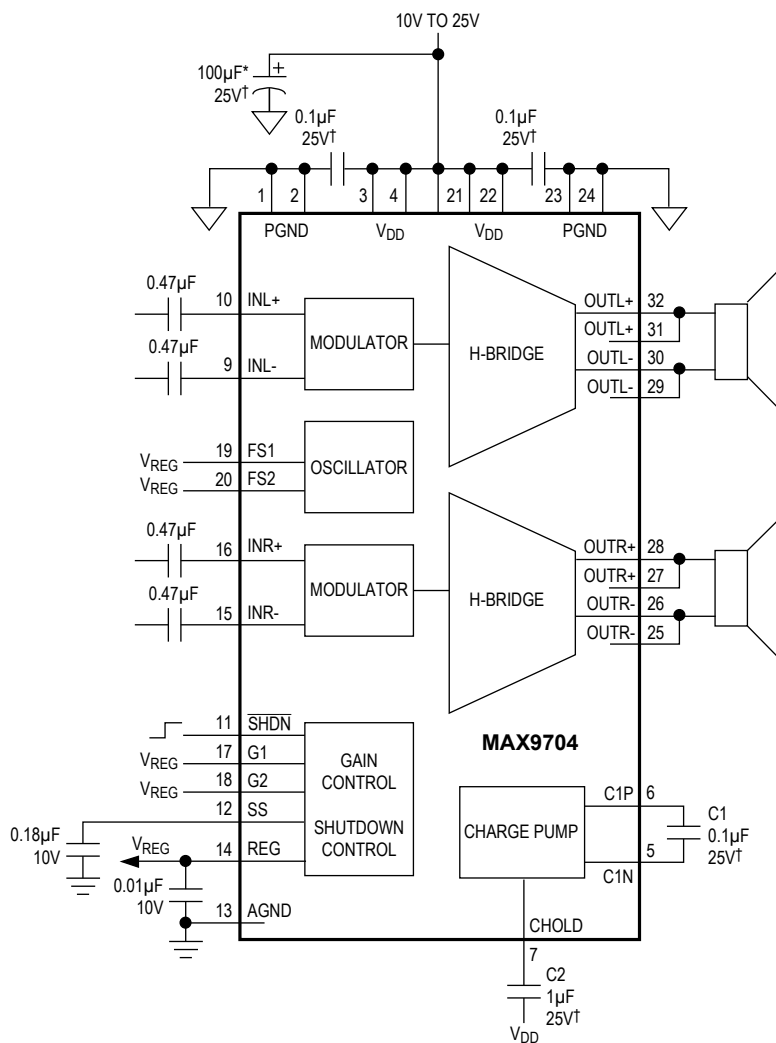 10V TO 25V
100µF*
25V†
+
0.1µF
25V†
0.1µF
25V†
1 2 3 4 21 22 23 24
PGND VDD VDD PGND
0.47µF
10 INL+
MODULATOR
0.47µF
9 INL-
H-BRIDGE
OUTL+ 32
OUTL+ 31
OUTL- 30
OUTL- 29
VREG 19 FS1
VREG 20 FS2
OSCILLATOR
0.47µF
16 INR+
MODULATOR
0.47µF
15 INR-
H-BRIDGE
OUTR+ 28
OUTR+ 27
OUTR- 26
OUTR- 25
11 SHDN
VREG 17 G1
VREG 18 G2
12 SS
GAIN
CONTROL
SHUTDOWN
CONTROL
0.18µF
10V
VREG
14 REG
0.01µF
10V
13 AGND
MAX9704
CHARGE PUMP
C1P 6
C1N 5
C1
0.1µF
25V†
CHOLD
7
C2
1µF
25V†
VDD